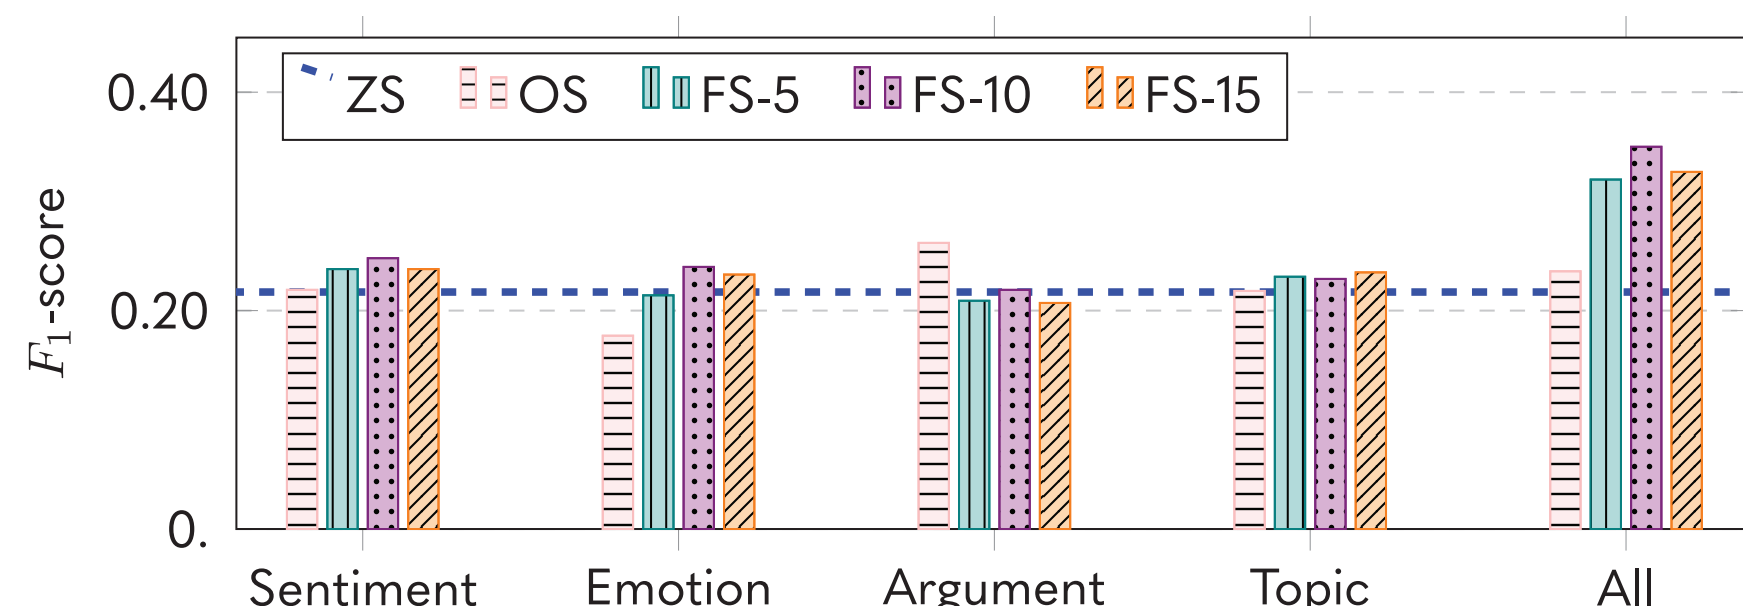 ZS OS FS-5 FS-10 FS-15
0.40
0.20
0.
F1-score
Sentiment Emotion Argument Topic All